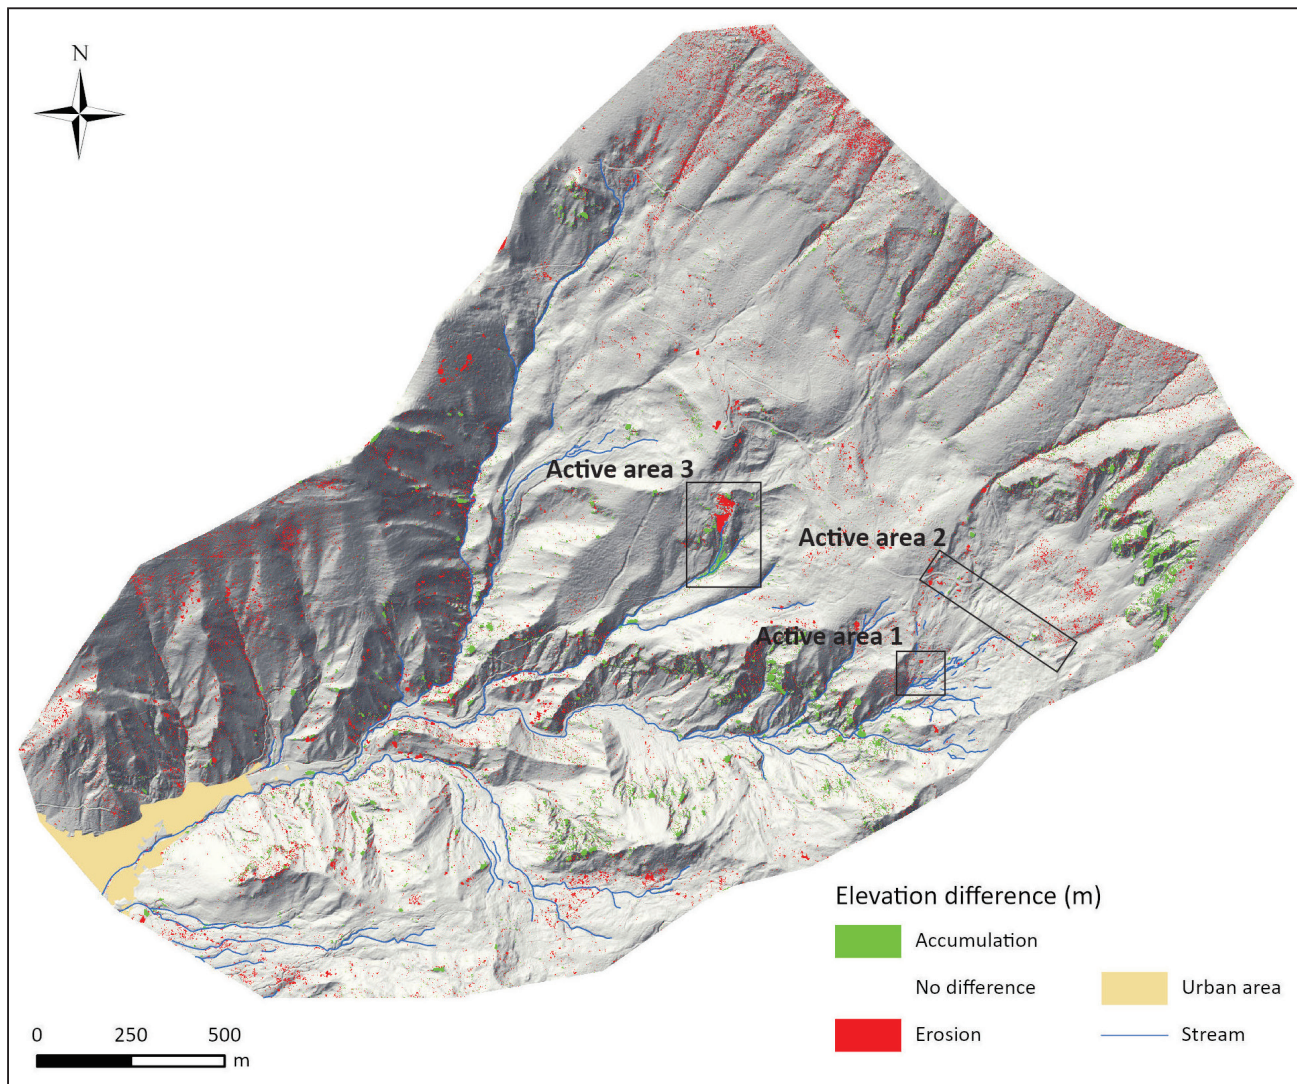 N
Active area 3
Active area 2
Active area 1
Elevation difference (m)
Accumulation
No difference
Urban area
Erosion
Stream
0 250 500
m